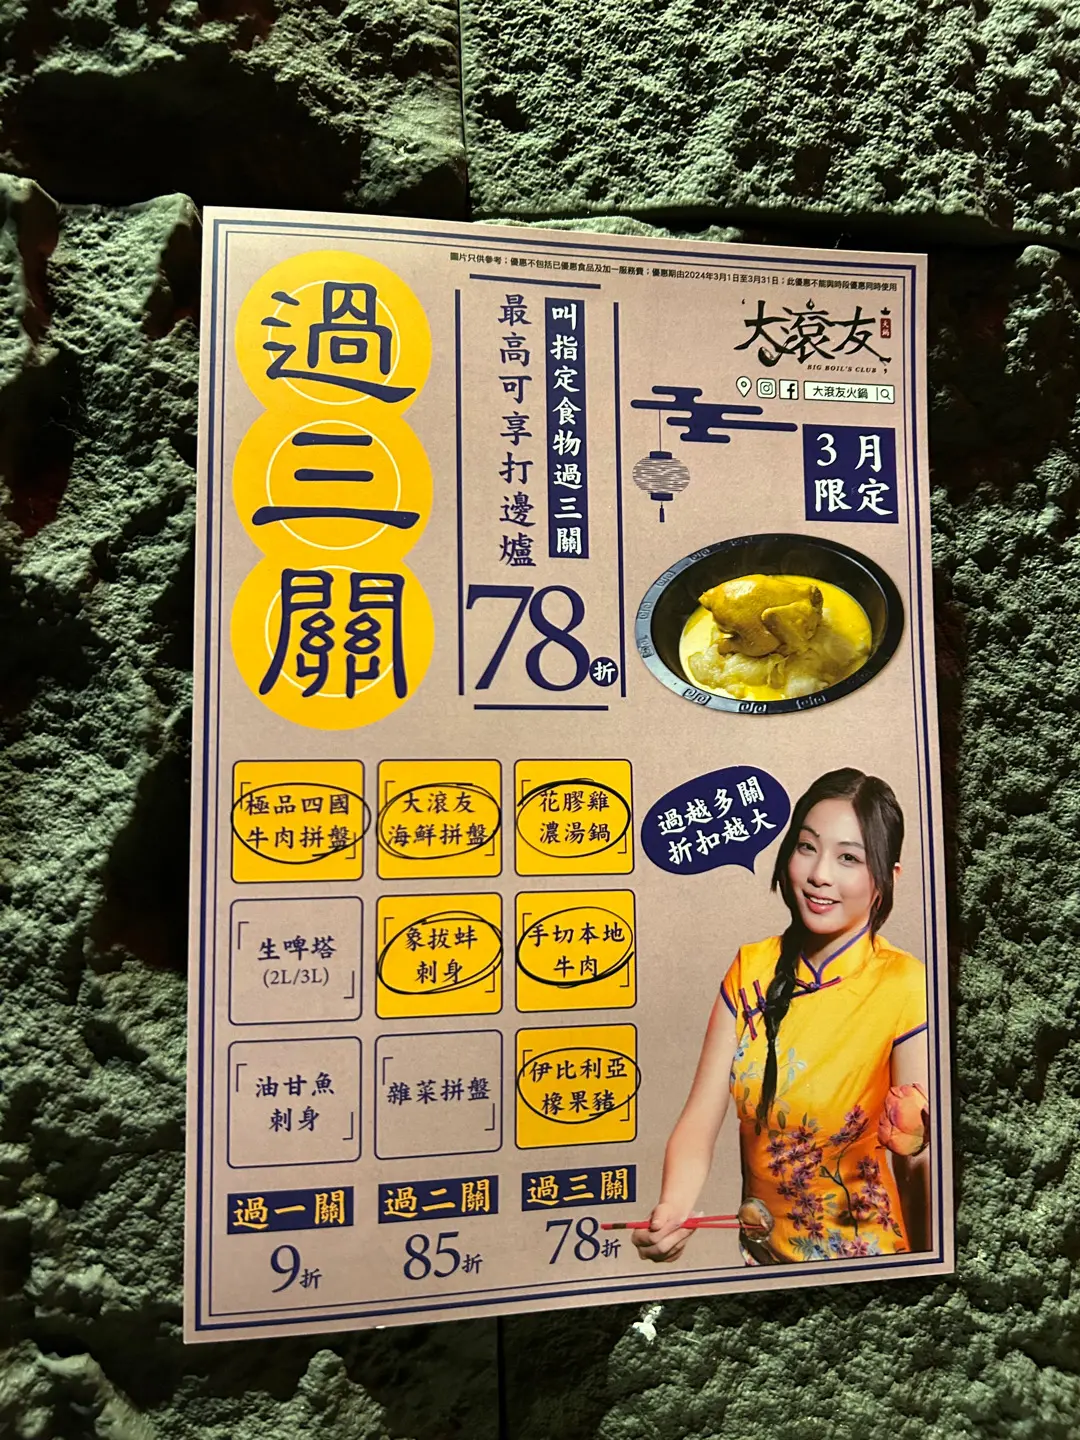 圖片只供參考；優惠不包括已優惠食品及加一服務費；優惠期由2024年3月1日至3月31日；此優惠不能與時段優惠同時使用
過三關
叫指定食物過三關
最高可享打邊爐
78折
大滾友
火鍋
BIG BOIL'S CLUB
大滾友火鍋
3月
限定
極品四國
牛肉拼盤
大滾友
海鮮拼盤
花膠雞
濃湯鍋
生啤塔
(2L/3L)
象拔蚌
刺身
手切本地
牛肉
油甘魚
刺身
雜菜拼盤
伊比利亞
橡果豬
過越多關
折扣越大
過一關
9折
過二關
85折
過三關
78折